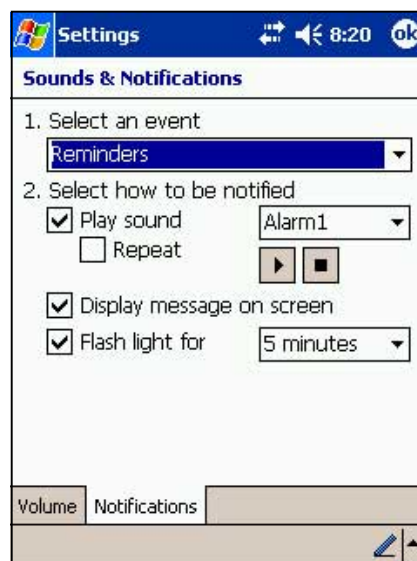 Settings 8:20 ok
Sounds & Notifications
1. Select an event
Reminders
2. Select how to be notified
Play sound Alarm1
Repeat
Display message on screen
Flash light for 5 minutes
Volume Notifications